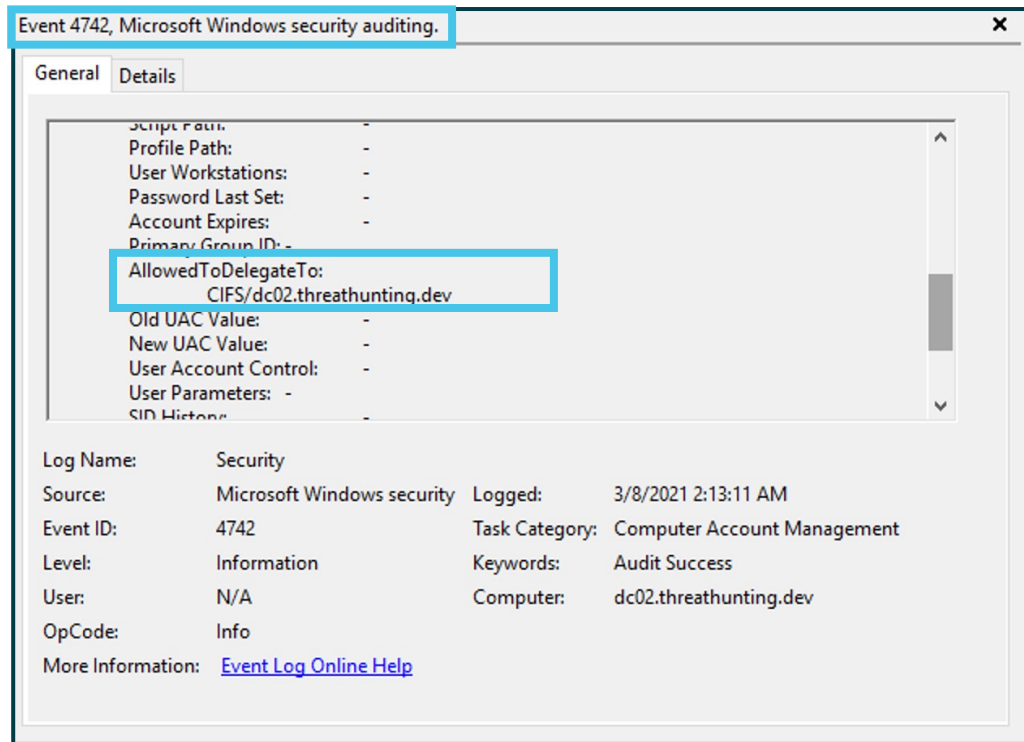 Event 4742, Microsoft Windows security auditing.
General Details
Script Path: -
Profile Path: -
User Workstations: -
Password Last Set: -
Account Expires: -
Primary Group ID: -
AllowedToDelegateTo:
CIFS/dc02.threathunting.dev
Old UAC Value: -
New UAC Value: -
User Account Control: -
User Parameters: -
SID History: -
Log Name: Security
Source: Microsoft Windows security Logged: 3/8/2021 2:13:11 AM
Event ID: 4742 Task Category: Computer Account Management
Level: Information Keywords: Audit Success
User: N/A Computer: dc02.threathunting.dev
OpCode: Info
More Information: Event Log Online Help